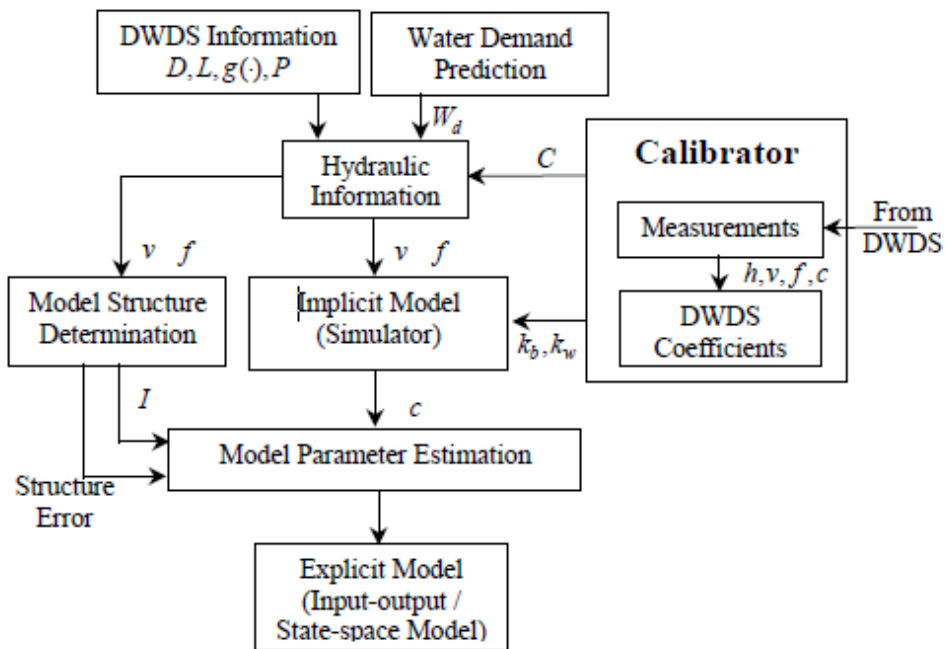 DWDS Information
D, L, g(·), P
Water Demand
Prediction
W_d
Calibrator
C
Hydraulic
Information
Measurements
From
DWDS
h, v, f, c
v f
v f
Model Structure
Determination
Implicit Model
(Simulator)
DWDS
Coefficients
k_b, k_w
I
c
Model Parameter Estimation
Structure
Error
Explicit Model
(Input-output /
State-space Model)